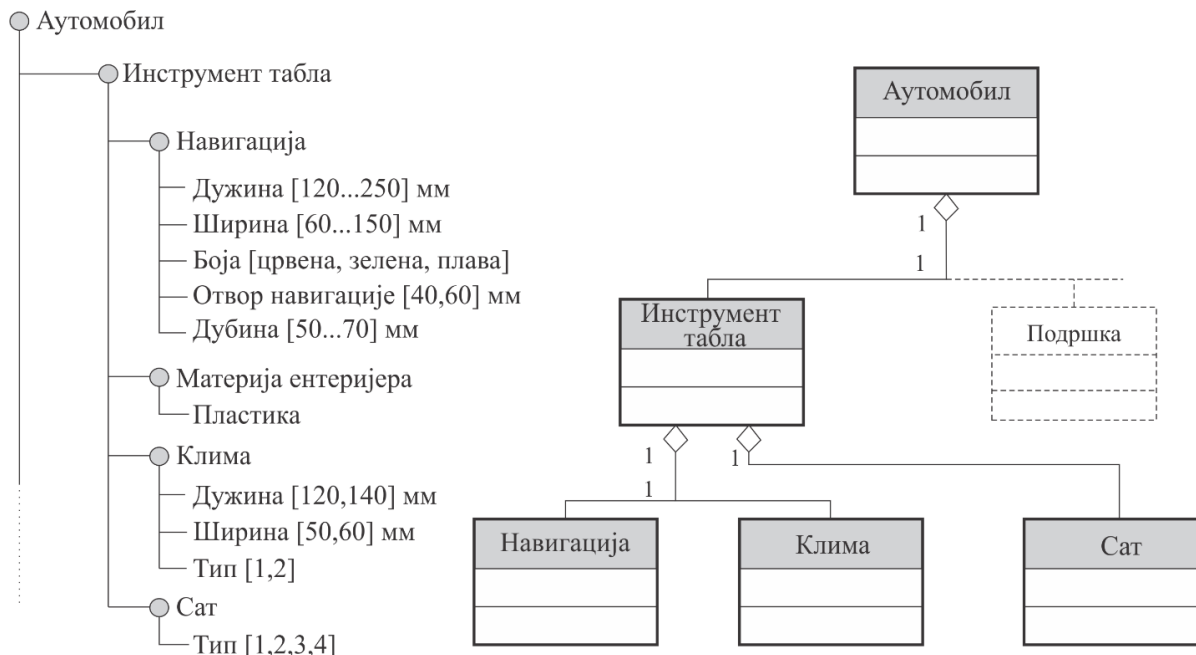 Аутомобил
Инструмент табла
Навигација
Дужина [120...250] мм
Ширина [60...150] мм
Боја [црвена, зелена, плава]
Отвор навигације [40,60] мм
Дубина [50...70] мм
Материја ентеријера
Пластика
Клима
Дужина [120,140] мм
Ширина [50,60] мм
Тип [1,2]
Сат
Тип [1,2,3,4]
Аутомобил
1
1
Инструмент
табла
Подршка
1
1
1
Навигација
Клима
Сат